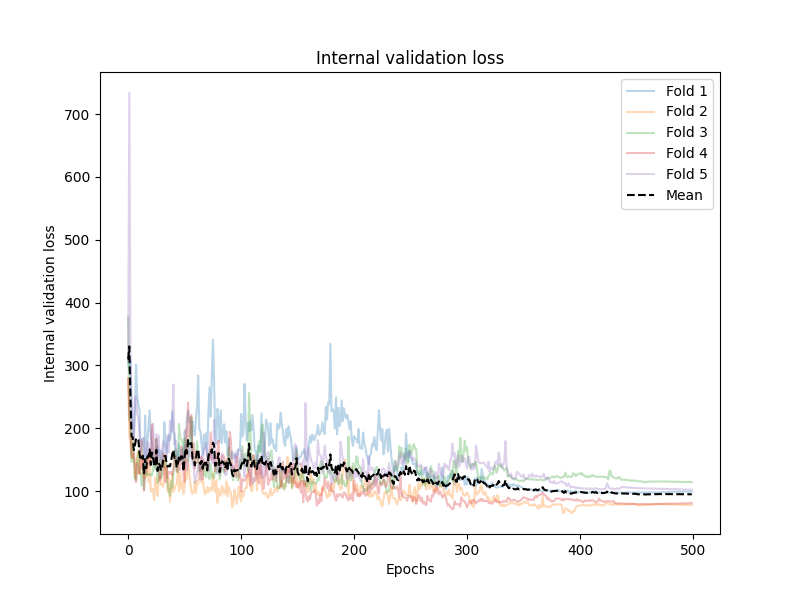 Internal validation loss
Fold 1
Fold 2
Fold 3
Fold 4
Fold 5
Mean
Internal validation loss
700
600
500
400
300
200
100
0 100 200 300 400 500
Epochs